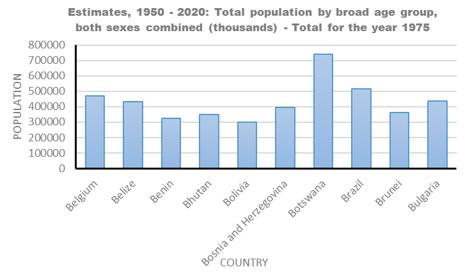 Estimates, 1950 - 2020: Total population by broad age group,
both sexes combined (thousands) - Total for the year 1975
POPULATION
800000
700000
600000
500000
400000
300000
200000
100000
0
Belgium
Belize
Benin
Bhutan
Bolivia
Bosnia and Herzegovina
Botswana
Brazil
Brunei
Bulgaria
COUNTRY